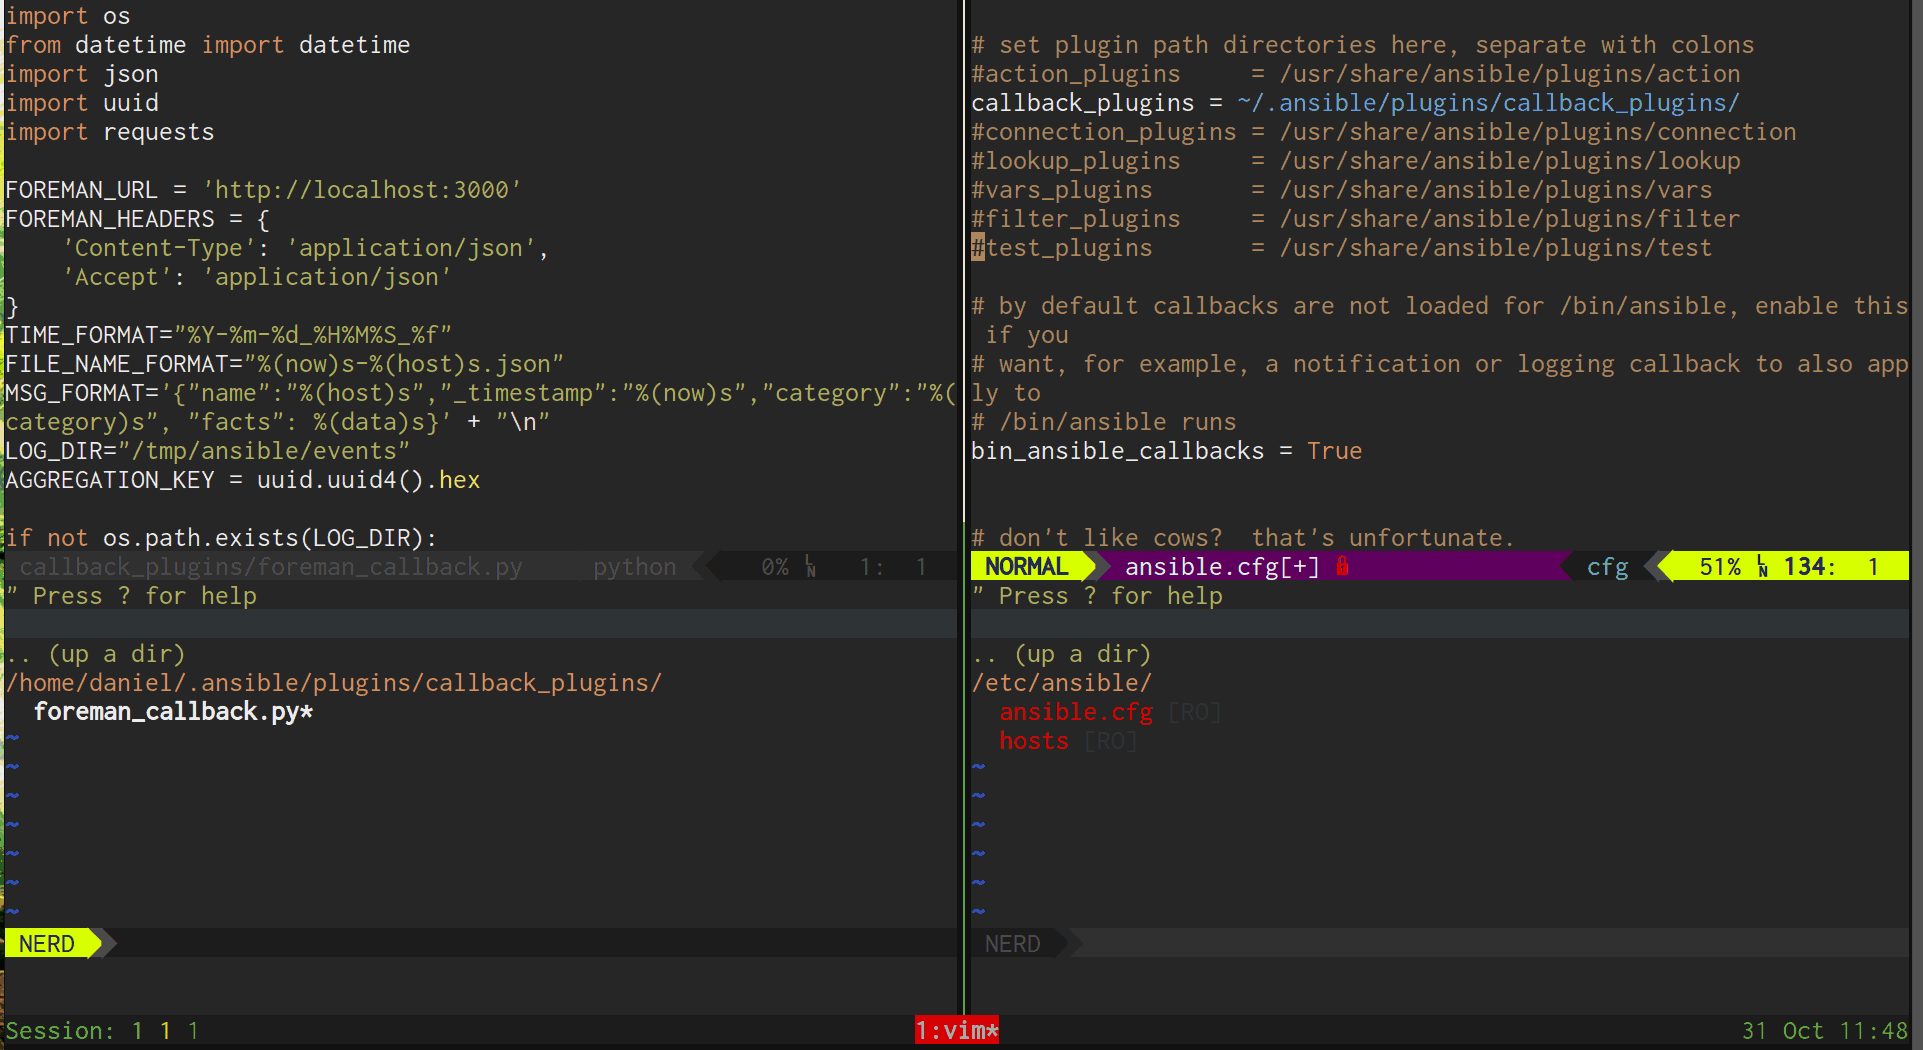 import os
from datetime import datetime
import json
import uuid
import requests

FOREMAN_URL = 'http://localhost:3000'
FOREMAN_HEADERS = {
    'Content-Type': 'application/json',
    'Accept': 'application/json'
}
TIME_FORMAT="%Y-%m-%d_%H%M%S_%f"
FILE_NAME_FORMAT="%(now)s-%(host)s.json"
MSG_FORMAT='{"name":"%(host)s","_timestamp":"%(now)s","category":"%(
category)s", "facts": %(data)s}' + "\n"
LOG_DIR="/tmp/ansible/events"
AGGREGATION_KEY = uuid.uuid4().hex

if not os.path.exists(LOG_DIR):
callback_plugins/foreman_callback.py python 0% LN 1: 1
" Press ? for help

.. (up a dir)
/home/daniel/.ansible/plugins/callback_plugins/
  foreman_callback.py*
~
~
~
~
~
~
~
NERD
# set plugin path directories here, separate with colons
#action_plugins     = /usr/share/ansible/plugins/action
callback_plugins = ~/.ansible/plugins/callback_plugins/
#connection_plugins = /usr/share/ansible/plugins/connection
#lookup_plugins     = /usr/share/ansible/plugins/lookup
#vars_plugins       = /usr/share/ansible/plugins/vars
#filter_plugins     = /usr/share/ansible/plugins/filter
#test_plugins       = /usr/share/ansible/plugins/test

# by default callbacks are not loaded for /bin/ansible, enable this
 if you
# want, for example, a notification or logging callback to also app
ly to
# /bin/ansible runs
bin_ansible_callbacks = True

# don't like cows?  that's unfortunate.
NORMAL ansible.cfg[+] cfg 51% LN 134: 1
" Press ? for help

.. (up a dir)
/etc/ansible/
  ansible.cfg [RO]
  hosts [RO]
~
~
~
~
~
~
NERD
Session: 1 1 1 1:vim* 31 Oct 11:48